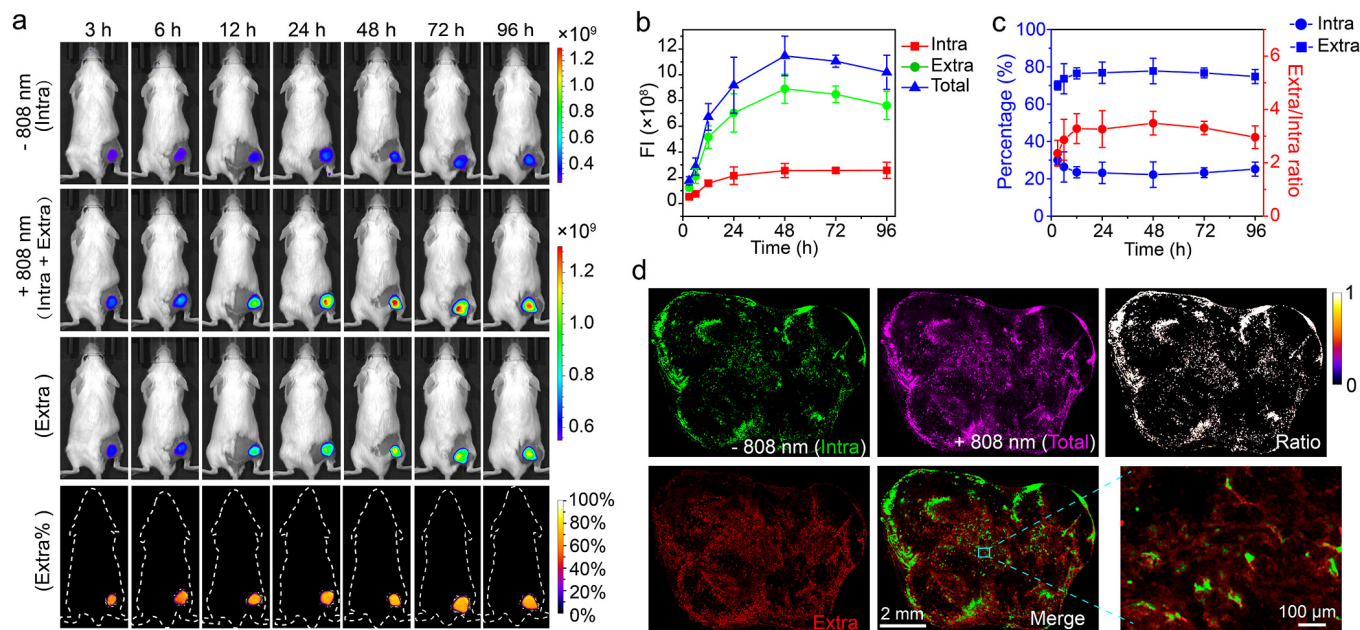 a
3 h 6 h 12 h 24 h 48 h 72 h 96 h
- 808 nm
(Intra)
×10⁹
1.2
1.0
0.8
0.6
0.4
+ 808 nm
(Intra + Extra)
×10⁹
1.2
1.0
0.8
0.6
(Extra)
(Extra%)
100%
80%
60%
40%
20%
0%
b
FI (×10⁸)
12
10
8
6
4
2
0
0 24 48 72 96
Time (h)
Intra
Extra
Total
c
Percentage (%)
100
80
60
40
20
0
0 24 48 72 96
Time (h)
6
4
2
0
Extra/Intra ratio
Intra
Extra
d
- 808 nm (Intra)
+ 808 nm (Total)
Ratio
1
0
Extra
2 mm
Merge
100 µm